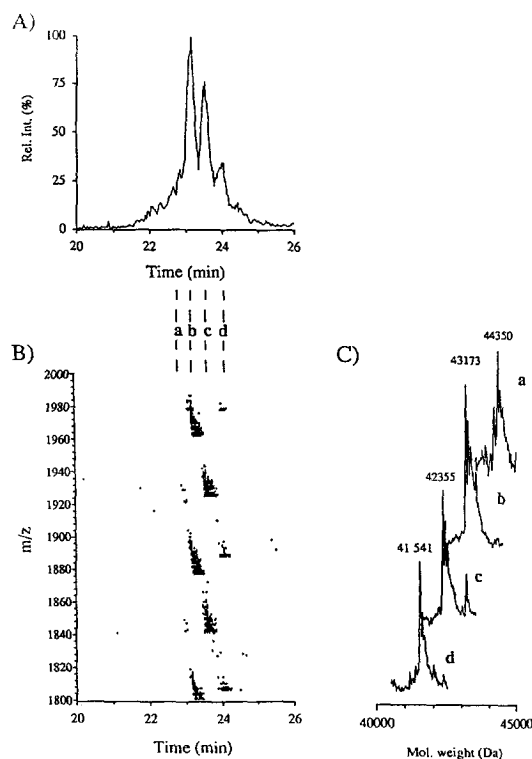 A)
Rel. Int. (%)
100
75
50
25
0
20 22 24 26
Time (min)
a b c d
B)
m/z
2000
1980
1960
1940
1920
1900
1880
1860
1840
1820
1800
20 22 24 26
Time (min)
C)
44350
a
43173
b
42355
c
41 541
d
40000 45000
Mol. weight (Da)